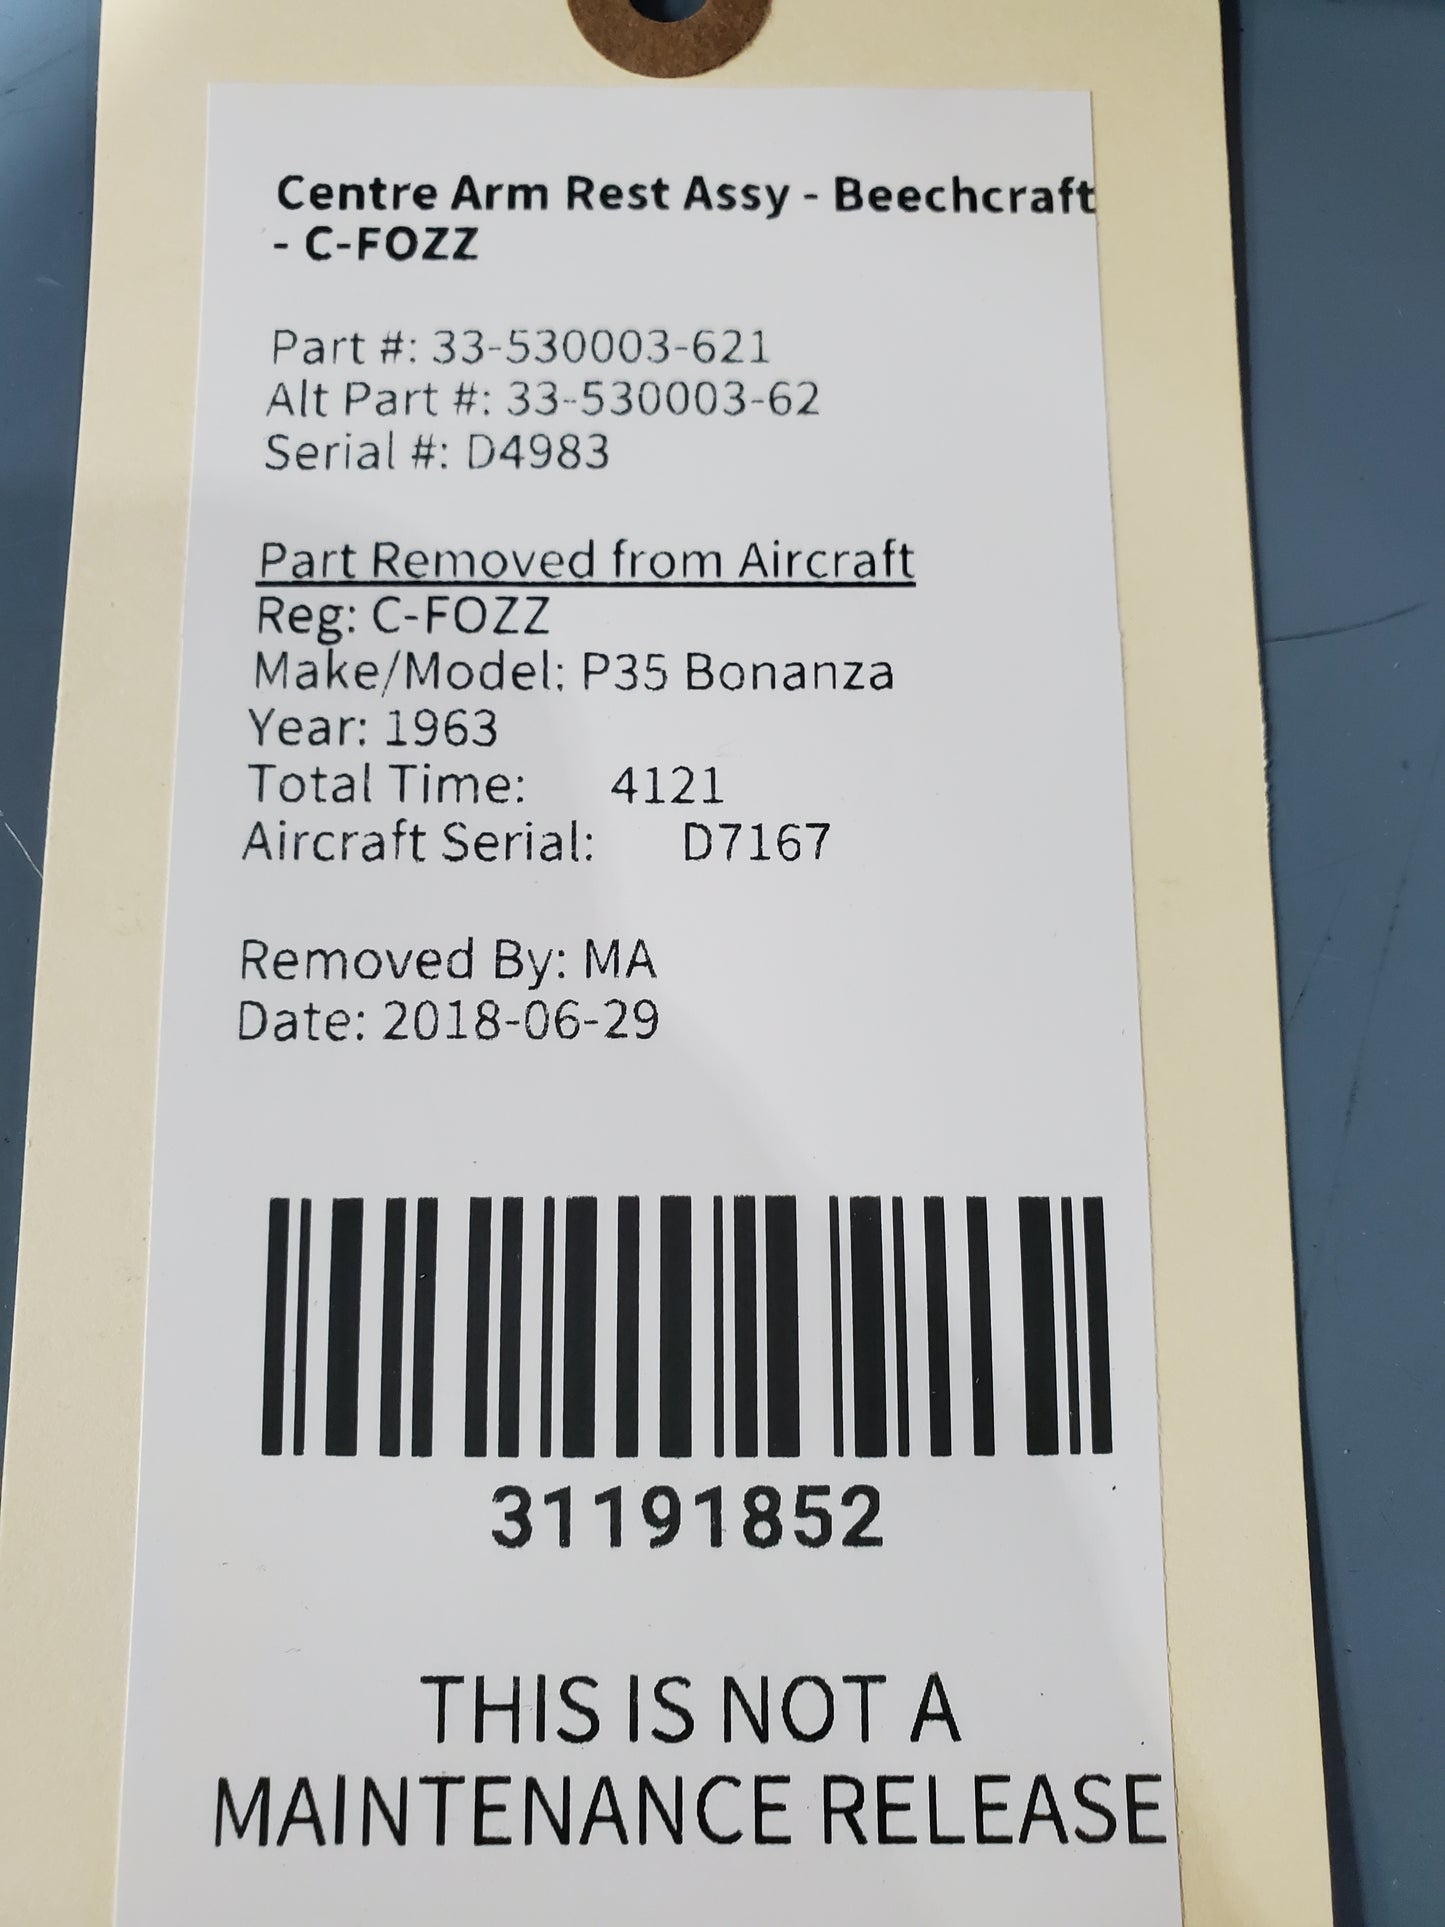 Centre Arm Rest Assy - Beechcraft
- C-FOZZ
Part #: 33-530003-621
Alt Part #: 33-530003-62
Serial #: D4983
Part Removed from Aircraft
Reg: C-FOZZ
Make/Model: P35 Bonanza
Year: 1963
Total Time: 4121
Aircraft Serial: D7167
Removed By: MA
Date: 2018-06-29
31191852
THIS IS NOT A
MAINTENANCE RELEASE